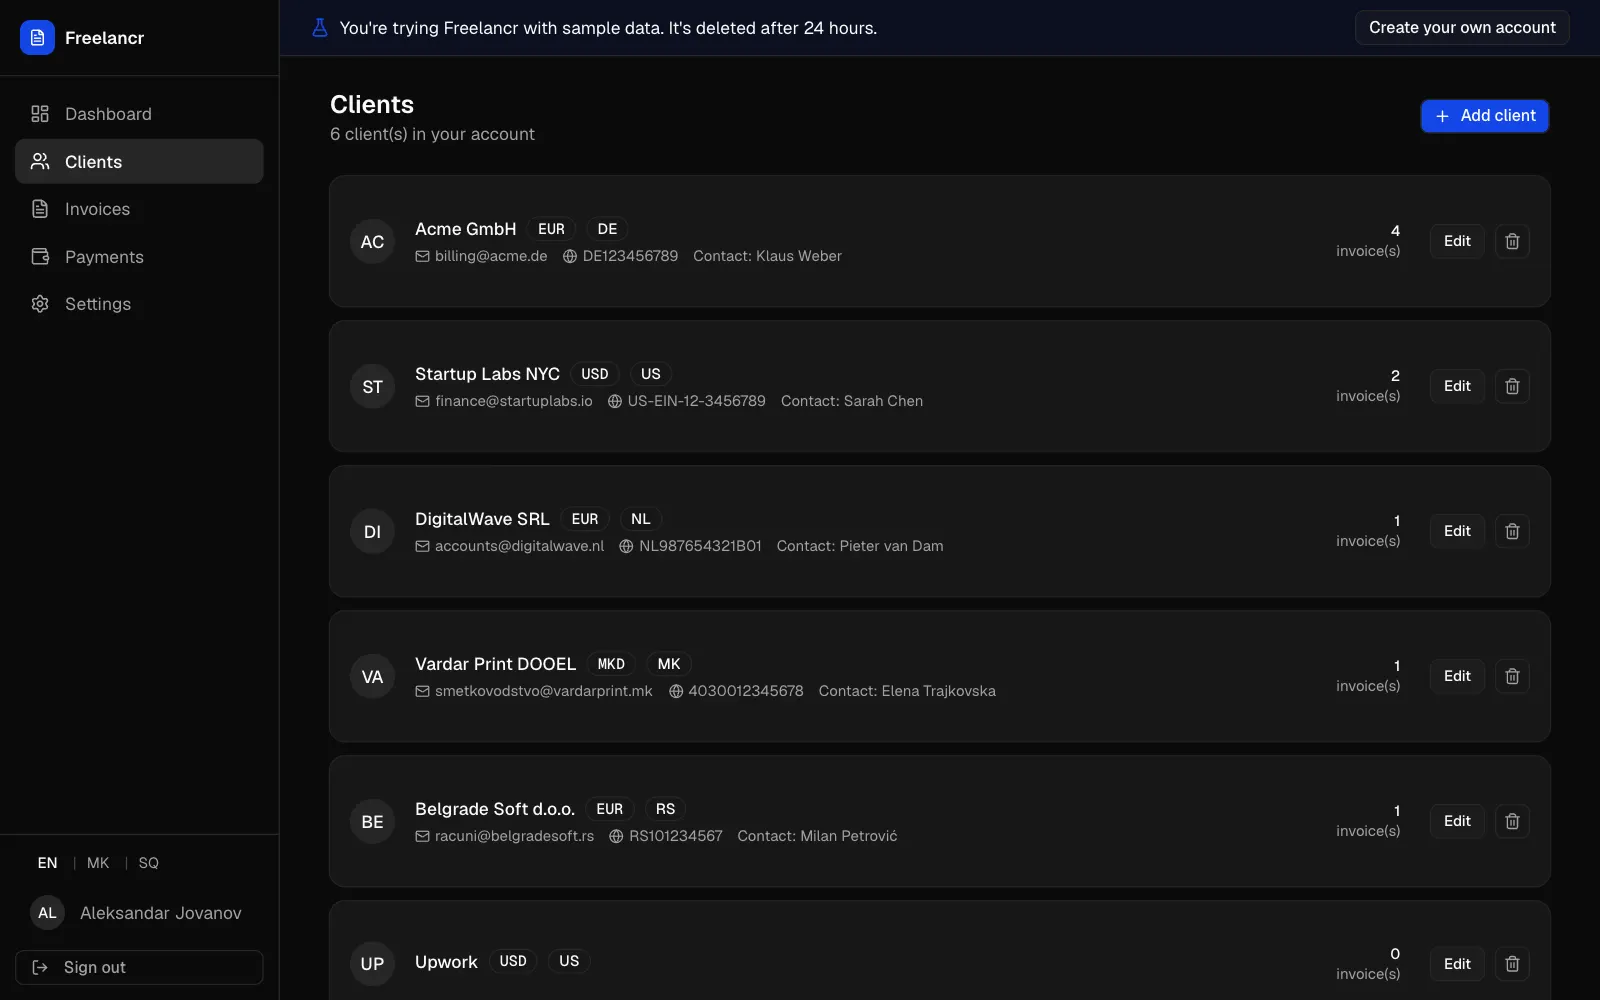 Freelancr
Dashboard
Clients
Invoices
Payments
Settings
EN | MK | SQ
AL Aleksandar Jovanov
Sign out
You're trying Freelancr with sample data. It's deleted after 24 hours.
Create your own account
Clients
6 client(s) in your account
Add client
AC
Acme GmbH EUR DE
billing@acme.de DE123456789 Contact: Klaus Weber
4
invoice(s)
Edit
ST
Startup Labs NYC USD US
finance@startuplabs.io US-EIN-12-3456789 Contact: Sarah Chen
2
invoice(s)
Edit
DI
DigitalWave SRL EUR NL
accounts@digitalwave.nl NL987654321B01 Contact: Pieter van Dam
1
invoice(s)
Edit
VA
Vardar Print DOOEL MKD MK
smetkovodstvo@vardarprint.mk 4030012345678 Contact: Elena Trajkovska
1
invoice(s)
Edit
BE
Belgrade Soft d.o.o. EUR RS
racuni@belgradesoft.rs RS101234567 Contact: Milan Petrović
1
invoice(s)
Edit
UP
Upwork USD US
0
invoice(s)
Edit